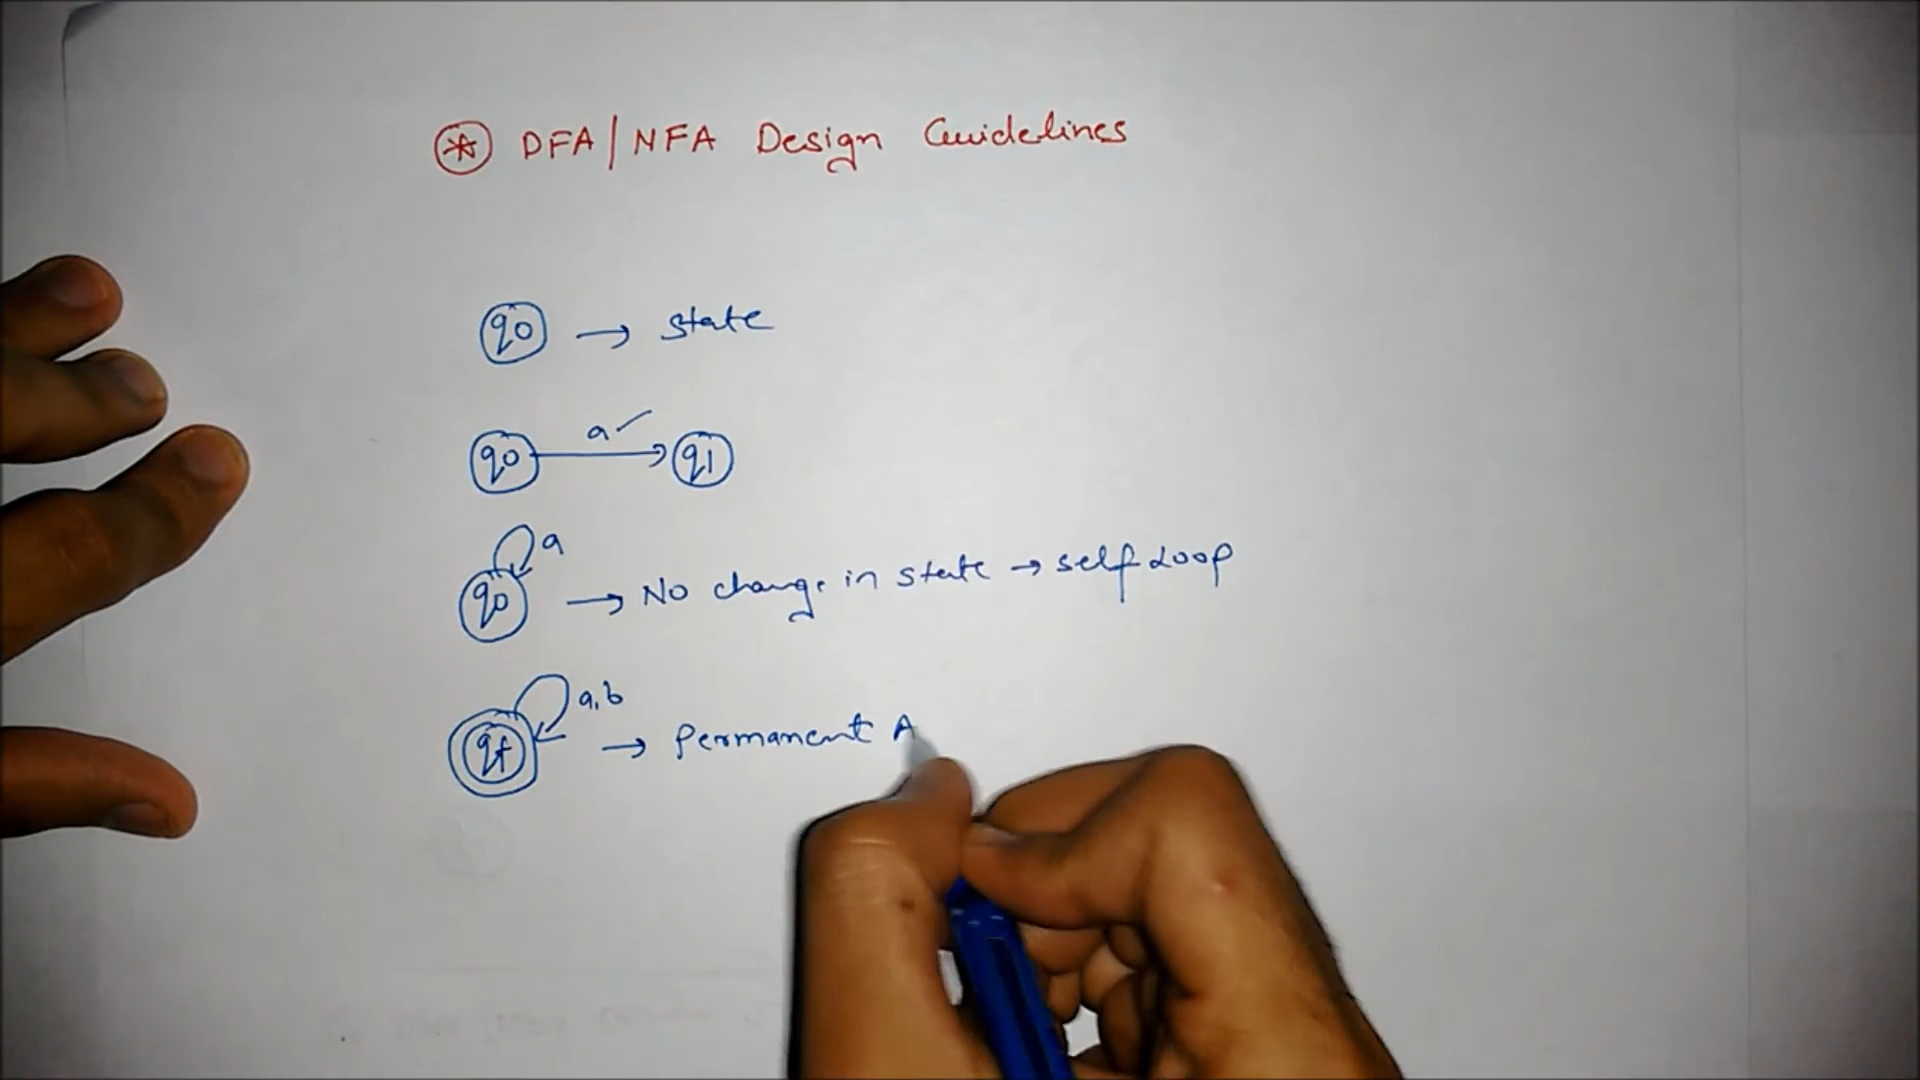 * DFA/NFA Design Guidelines
q0 → state
a
q0 → q1
a
q0 → No change in state → self Loop
a,b
qf → Permanent A